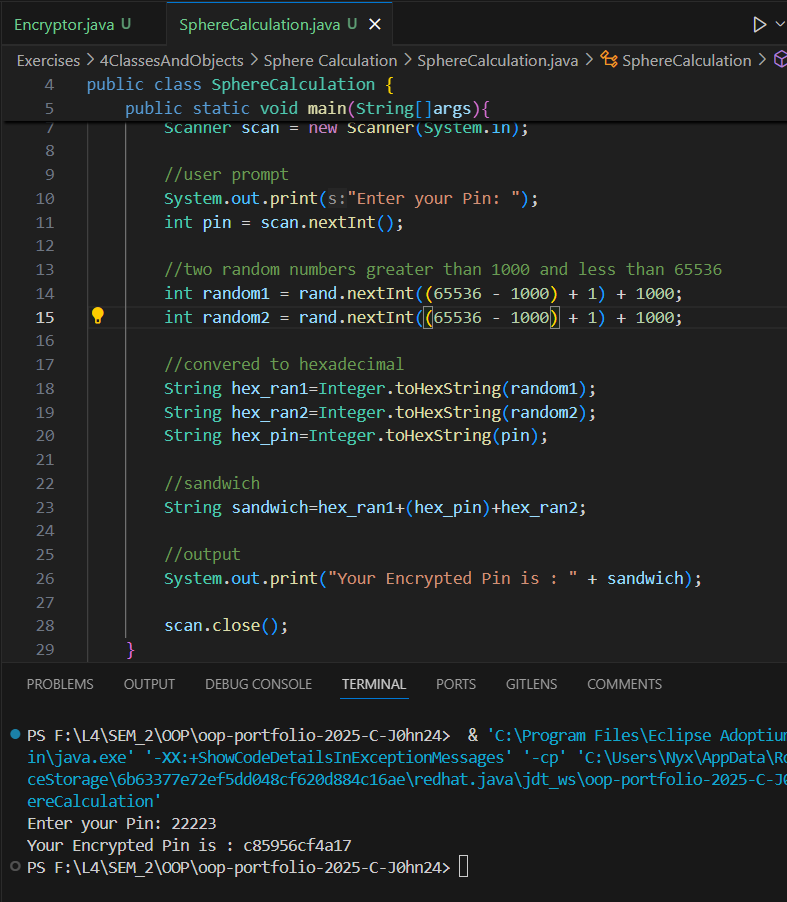 Encryptor.java U SphereCalculation.java U
Exercises > 4ClassesAndObjects > Sphere Calculation > SphereCalculation.java > SphereCalculation >
4 public class SphereCalculation {
5 public static void main(String[]args){
7 Scanner scan = new Scanner(System.in);
8
9 //user prompt
10 System.out.print(s:"Enter your Pin: ");
11 int pin = scan.nextInt();
12
13 //two random numbers greater than 1000 and less than 65536
14 int random1 = rand.nextInt((65536 - 1000) + 1) + 1000;
15 int random2 = rand.nextInt((65536 - 1000) + 1) + 1000;
16
17 //convered to hexadecimal
18 String hex_ran1=Integer.toHexString(random1);
19 String hex_ran2=Integer.toHexString(random2);
20 String hex_pin=Integer.toHexString(pin);
21
22 //sandwich
23 String sandwich=hex_ran1+(hex_pin)+hex_ran2;
24
25 //output
26 System.out.print("Your Encrypted Pin is : " + sandwich);
27
28 scan.close();
29 }
PROBLEMS OUTPUT DEBUG CONSOLE TERMINAL PORTS GITLENS COMMENTS
PS F:\L4\SEM_2\OOP\oop-portfolio-2025-C-J0hn24> & 'C:\Program Files\Eclipse Adoptium
in\java.exe' '-XX:+ShowCodeDetailsInExceptionMessages' '-cp' 'C:\Users\Nyx\AppData\Ro
ceStorage\6b63377e72ef5dd048cf620d884c16ae\redhat.java\jdt_ws\oop-portfolio-2025-C-J0
ereCalculation'
Enter your Pin: 22223
Your Encrypted Pin is : c85956cf4a17
PS F:\L4\SEM_2\OOP\oop-portfolio-2025-C-J0hn24>